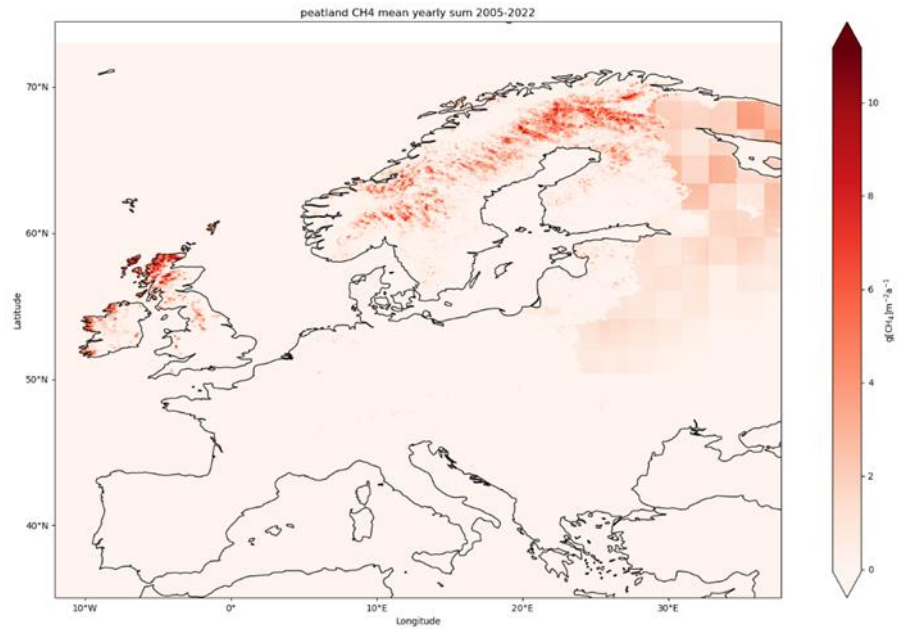 peatland CH4 mean yearly sum 2005-2022
70°N
60°N
50°N
40°N
Latitude
10°W
0°
10°E
20°E
30°E
Longitude
10
8
6
4
2
0
g[CH₄]m⁻²a⁻¹